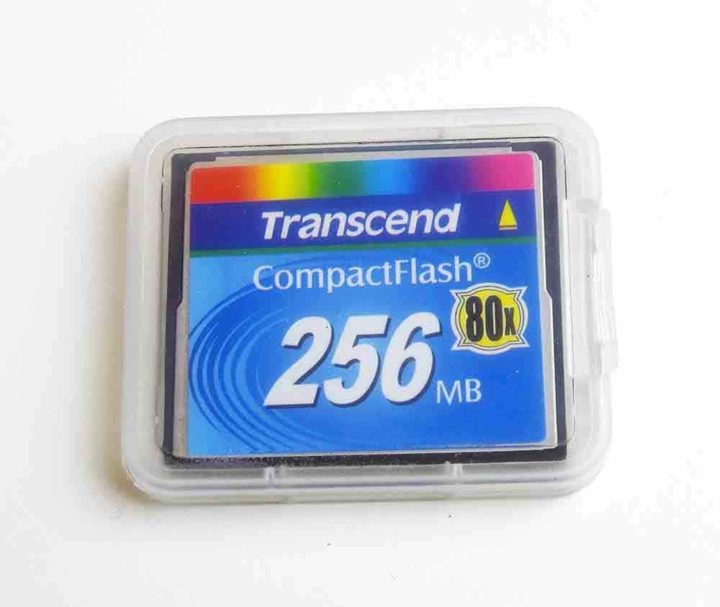 Transcend
CompactFlash®
80x
256 MB